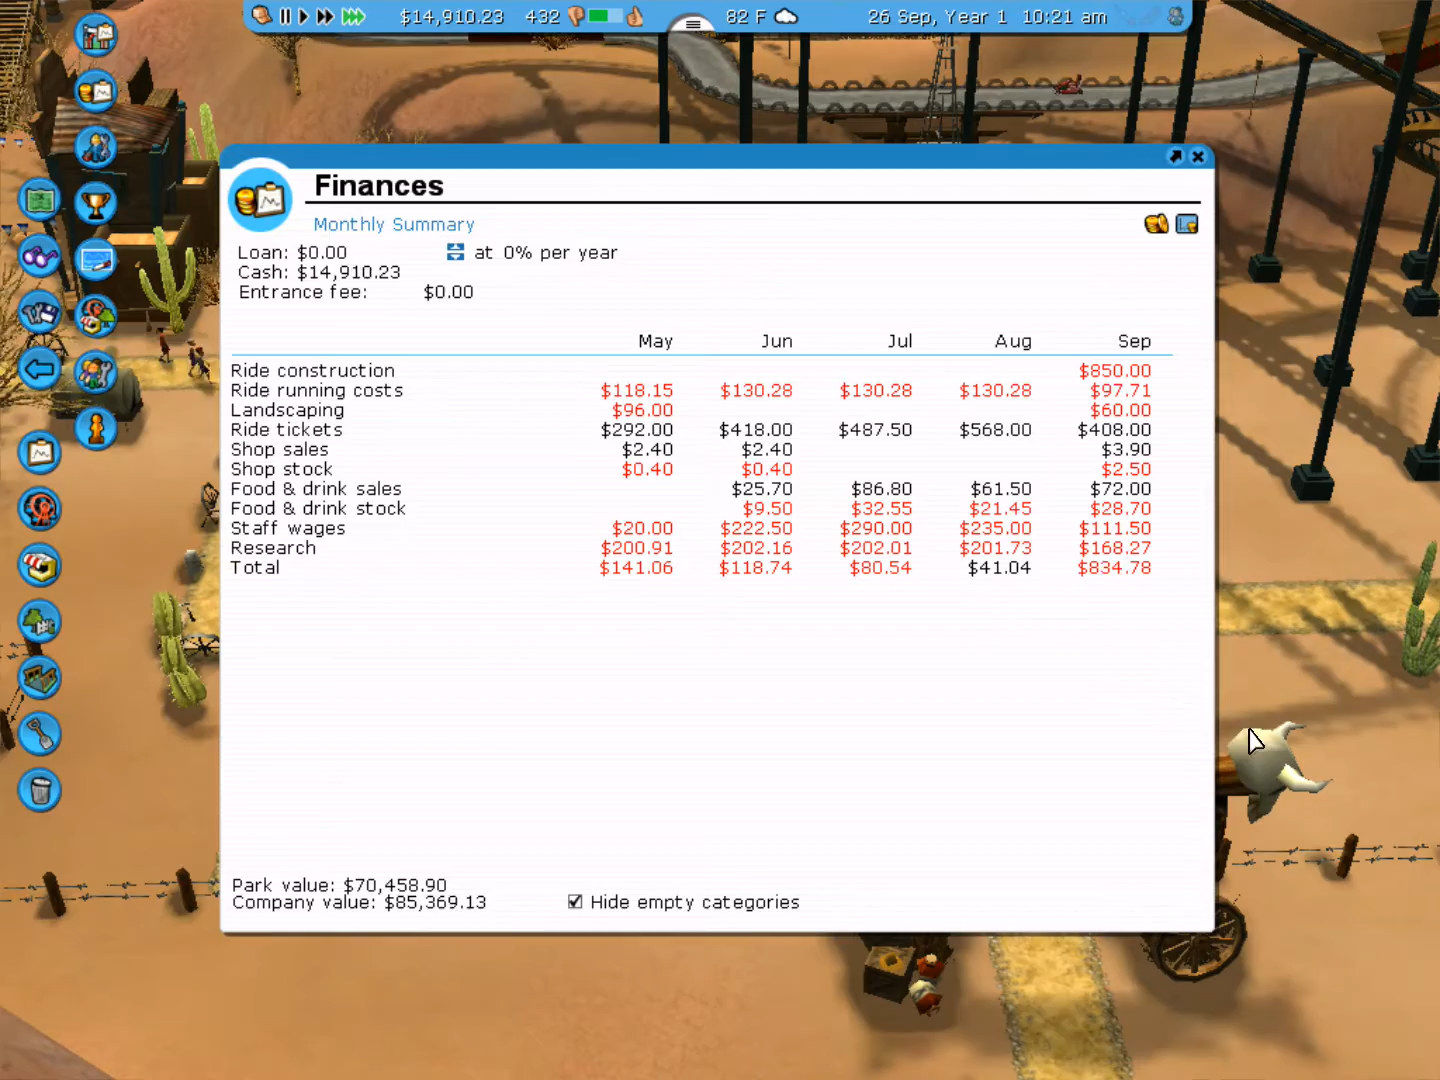 $14,910.23 432 82 F 26 Sep, Year 1 10:21 am
Finances
Monthly Summary
Loan: $0.00 at 0% per year
Cash: $14,910.23
Entrance fee: $0.00
May Jun Jul Aug Sep
Ride construction $850.00
Ride running costs $118.15 $130.28 $130.28 $130.28 $97.71
Landscaping $96.00 $60.00
Ride tickets $292.00 $418.00 $487.50 $568.00 $408.00
Shop sales $2.40 $2.40 $3.90
Shop stock $0.40 $0.40 $2.50
Food & drink sales $25.70 $86.80 $61.50 $72.00
Food & drink stock $9.50 $32.55 $21.45 $28.70
Staff wages $20.00 $222.50 $290.00 $235.00 $111.50
Research $200.91 $202.16 $202.01 $201.73 $168.27
Total $141.06 $118.74 $80.54 $41.04 $834.78
Park value: $70,458.90
Company value: $85,369.13 Hide empty categories